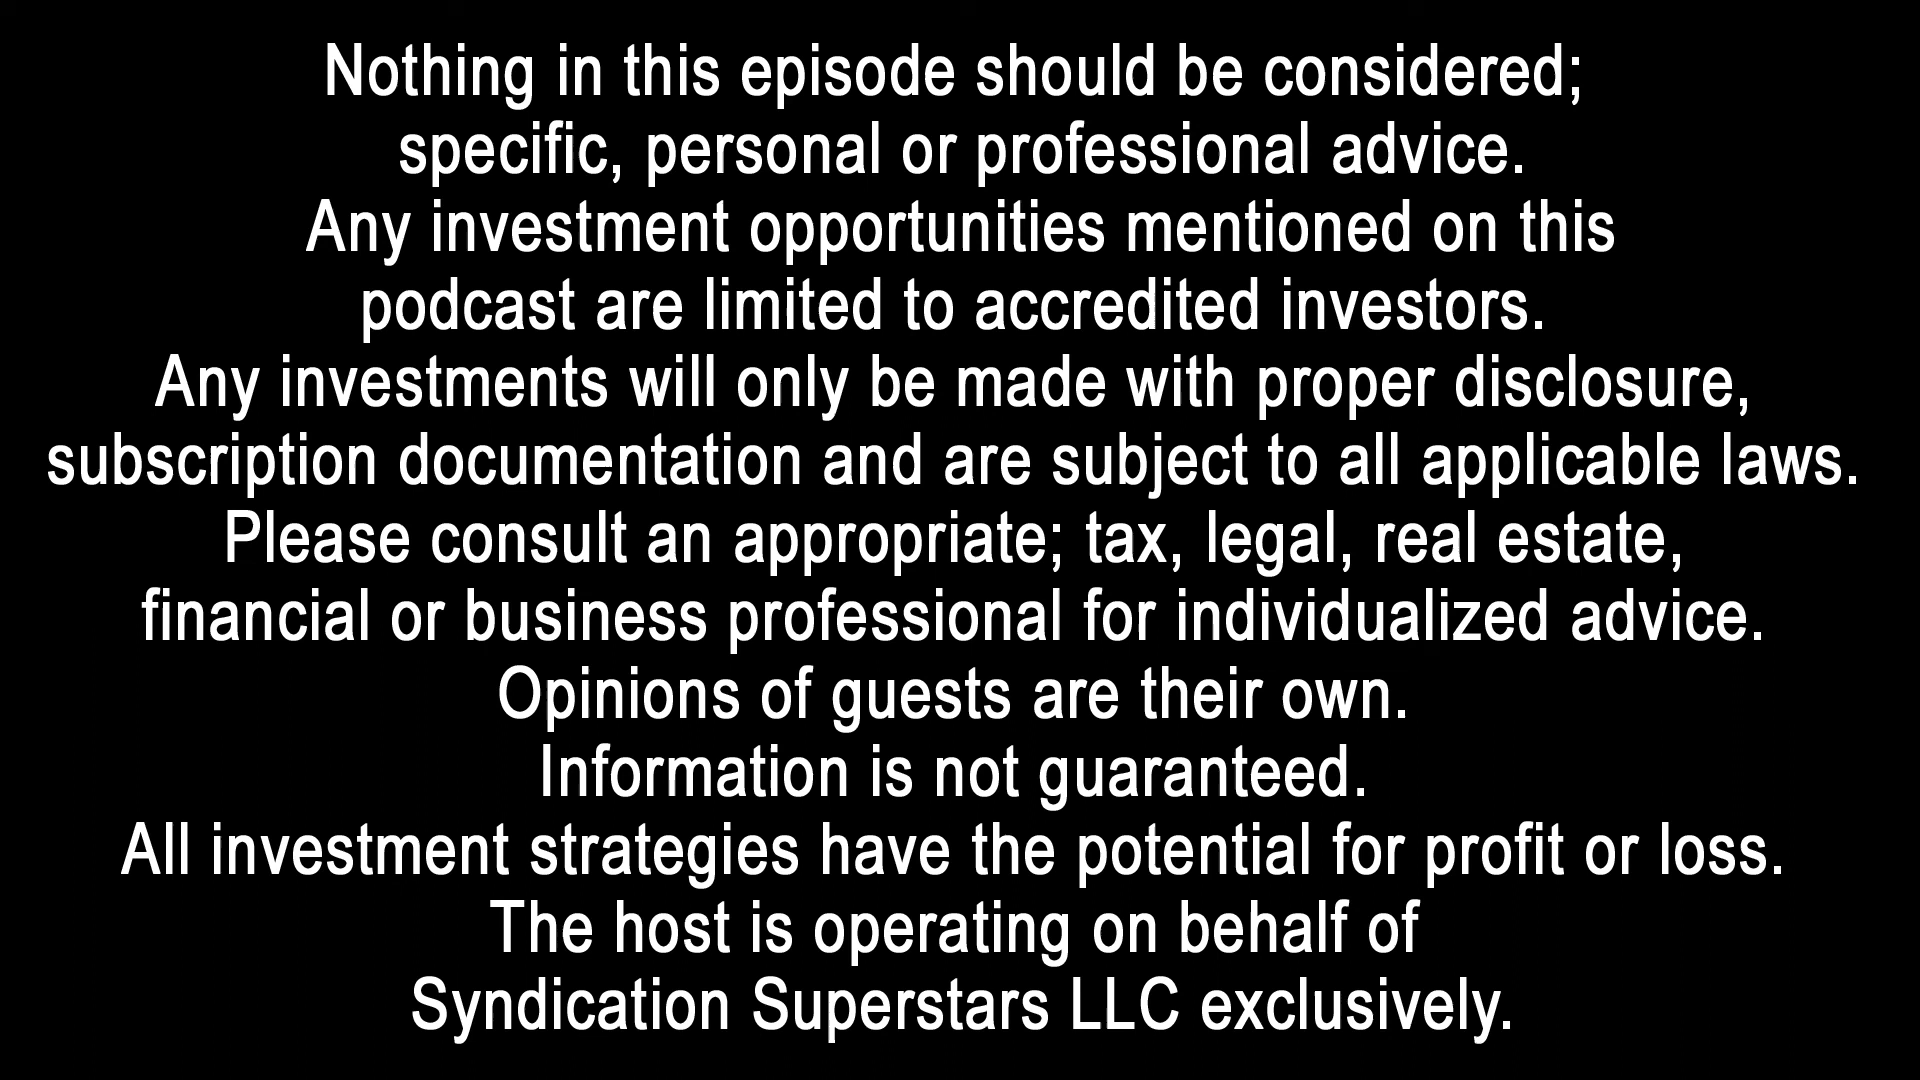 Nothing in this episode should be considered;
specific, personal or professional advice.
Any investment opportunities mentioned on this
podcast are limited to accredited investors.
Any investments will only be made with proper disclosure,
subscription documentation and are subject to all applicable laws.
Please consult an appropriate; tax, legal, real estate,
financial or business professional for individualized advice.
Opinions of guests are their own.
Information is not guaranteed.
All investment strategies have the potential for profit or loss.
The host is operating on behalf of
Syndication Superstars LLC exclusively.